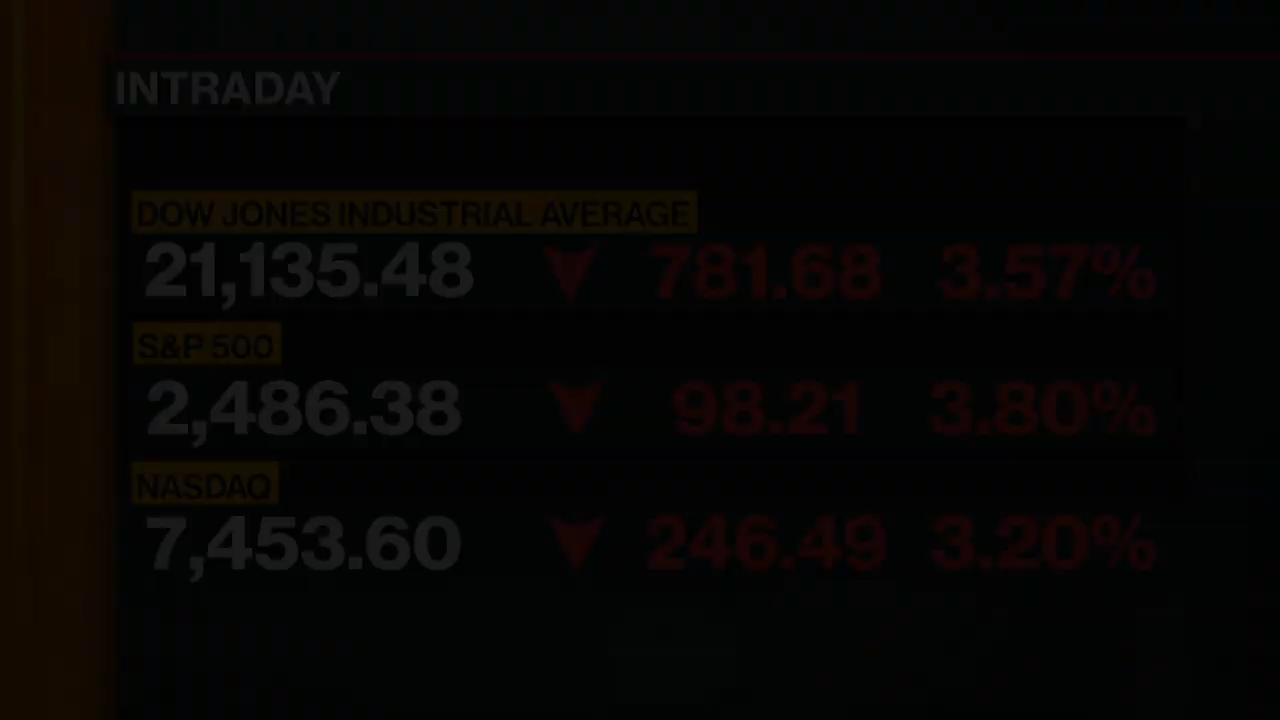 INTRADAY
DOW JONES INDUSTRIAL AVERAGE
21,135.48 ▼ 781.68 3.57%
S&P 500
2,486.38 ▼ 98.21 3.80%
NASDAQ
7,453.60 ▼ 246.49 3.20%